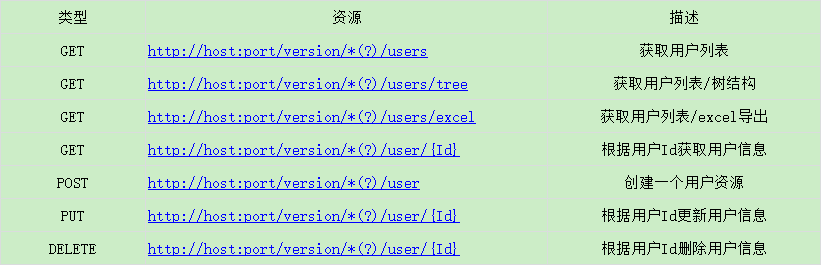 类型 资源 描述
GET http://host:port/version/*(?)/users 获取用户列表
GET http://host:port/version/*(?)/users/tree 获取用户列表/树结构
GET http://host:port/version/*(?)/users/excel 获取用户列表/excel导出
GET http://host:port/version/*(?)/user/{Id} 根据用户Id获取用户信息
POST http://host:port/version/*(?)/user 创建一个用户资源
PUT http://host:port/version/*(?)/user/{Id} 根据用户Id更新用户信息
DELETE http://host:port/version/*(?)/user/{Id} 根据用户Id删除用户信息